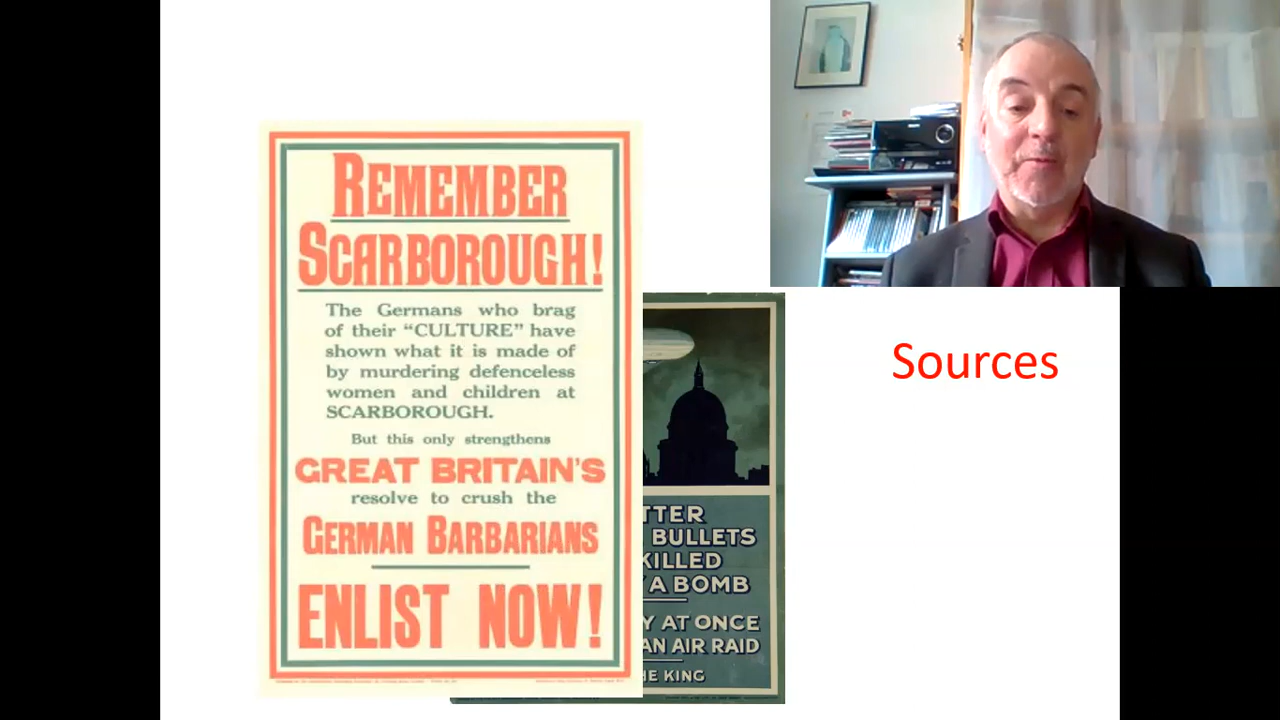 REMEMBER
SCARBOROUGH!
The Germans who brag
of their “CULTURE” have
shown what it is made of
by murdering defenceless
women and children at
SCARBOROUGH.
But this only strengthens
GREAT BRITAIN'S
resolve to crush the
GERMAN BARBARIANS
ENLIST NOW!
BULLETS
KILLED
A BOMB
AT ONCE
AN AIR RAID
KING
Sources